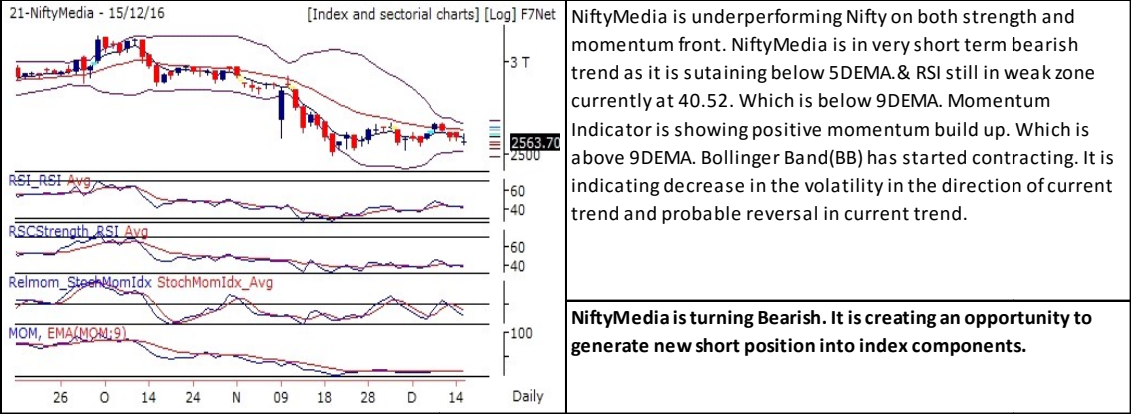 21-NiftyMedia - 15/12/16 [Index and sectorial charts] [Log] F7Net
3 T
2563.70
2500
RSI_RSI Avg
60
40
RSCStrength_RSI Avg
60
40
Relmom_StochMomIdx StochMomIdx_Avg
MOM, EMA(MOM:9)
100
26 O 14 24 N 09 18 28 D 14 Daily
NiftyMedia is underperforming Nifty on both strength and
momentum front. NiftyMedia is in very short term bearish
trend as it is sutaining below 5DEMA.& RSI still in weak zone
currently at 40.52. Which is below 9DEMA. Momentum
Indicator is showing positive momentum build up. Which is
above 9DEMA. Bollinger Band(BB) has started contracting. It is
indicating decrease in the volatility in the direction of current
trend and probable reversal in current trend.
NiftyMedia is turning Bearish. It is creating an opportunity to
generate new short position into index components.